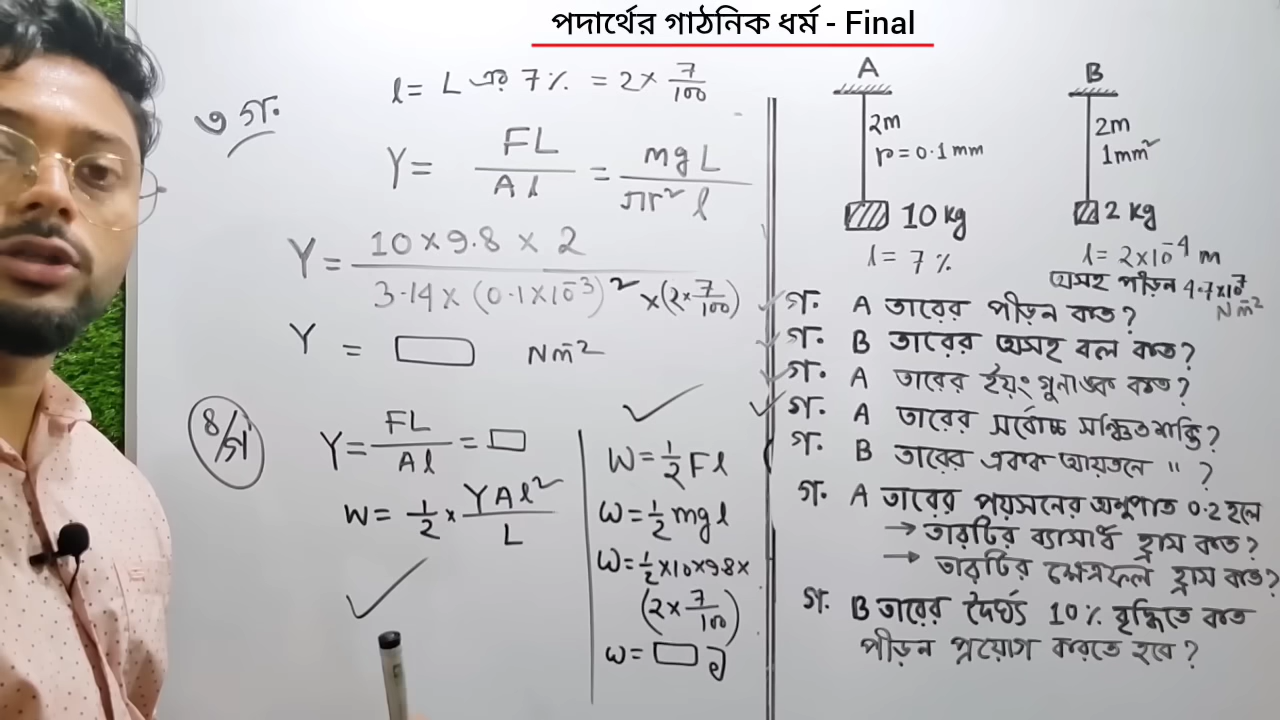 পদার্থের গাঠনিক ধর্ম - Final
৩ গ.
l = L এর 7% = 2 × 7/100
Y = FL/Al = mgL/πr²l
Y = 10 × 9.8 × 2 / 3.14 × (0.1×10⁻³)² × (2×7/100)
Y = □ Nm⁻²
৪/গ
Y = FL/Al = □
W = 1/2 × YAl²/L
W = 1/2 Fl
W = 1/2 mgl
W = 1/2 ×10×9.8×
(2 × 7/100)
W = □ J
A
2m
r = 0.1 mm
10 kg
l = 7%
B
2m
1mm²
2 kg
l = 2×10⁻⁴ m
অসহ পীড়ন 4.7×10⁷
Nm⁻²
গ. A তারের পীড়ন কত?
গ. B তারের অসহ বল কত?
গ. A তারের ইয়ং গুনাঙ্ক কত?
গ. A তারের সর্বোচ্চ সঞ্চিতশক্তি?
গ. B তারের একক আয়তনে " ?
গ. A তারের পয়সনের অনুপাত 0.2 হলে
→ তারটির ব্যাসার্ধ হ্রাস কত?
→ তারটির ক্ষেত্রফল হ্রাস কত?
গ. B তারের দৈর্ঘ্য 10% বৃদ্ধিতে কত
পীড়ন প্রয়োগ করতে হবে?